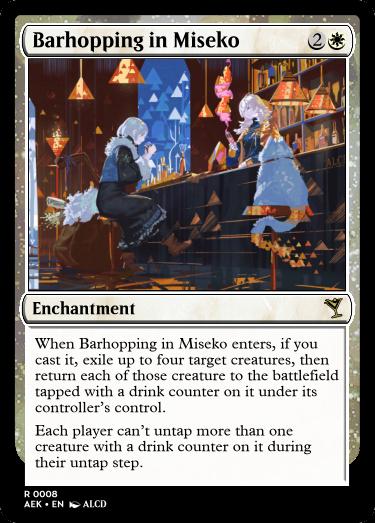 Barhopping in Miseko 2
Enchantment
When Barhopping in Miseko enters, if you
cast it, exile up to four target creatures, then
return each of those creature to the battlefield
tapped with a drink counter on it under its
controller's control.
Each player can't untap more than one
creature with a drink counter on it during
their untap step.
R 0008
AEK • EN ALCD